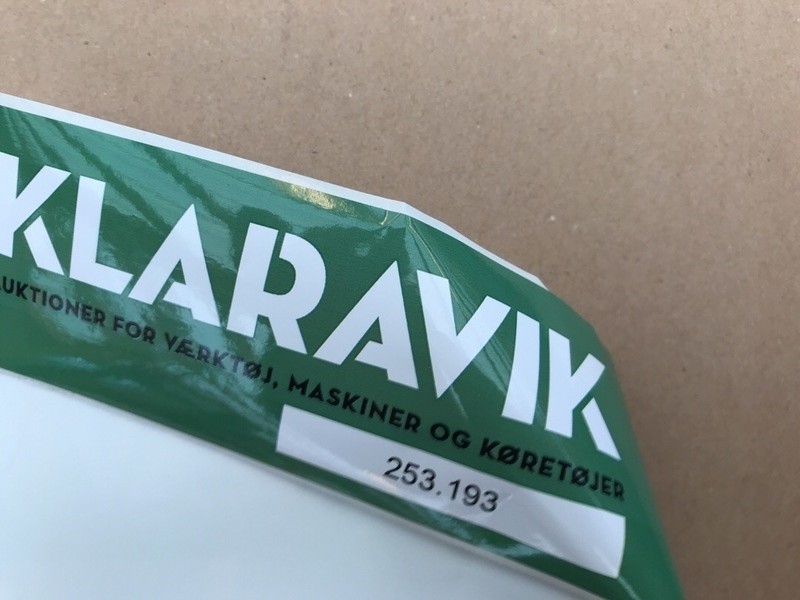 KLARAVIK
AUKTIONER FOR VÆRKTØJ, MASKINER OG KØRETØJER
253.193